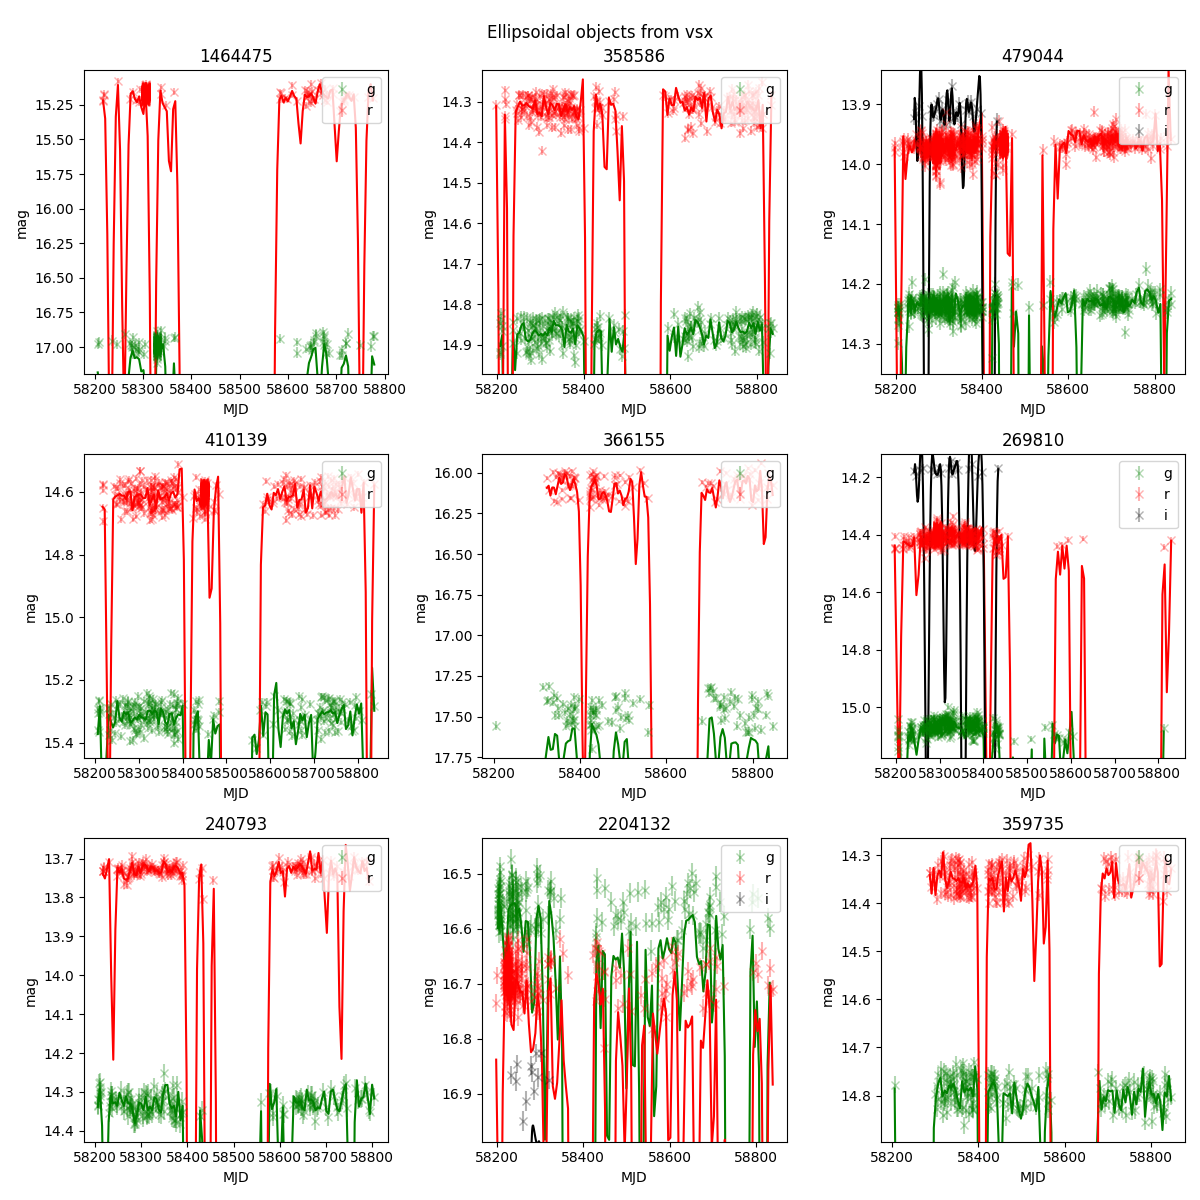 Ellipsoidal objects from vsx
1464475
15.25
15.50
15.75
16.00
16.25
16.50
16.75
17.00
mag
58200 58300 58400 58500 58600 58700 58800
MJD
g
r
358586
14.3
14.4
14.5
14.6
14.7
14.8
14.9
mag
58200 58400 58600 58800
MJD
g
r
479044
13.9
14.0
14.1
14.2
14.3
mag
58200 58400 58600 58800
MJD
g
r
i
410139
14.6
14.8
15.0
15.2
15.4
mag
58200 58300 58400 58500 58600 58700 58800
MJD
g
r
366155
16.00
16.25
16.50
16.75
17.00
17.25
17.50
17.75
mag
58200 58400 58600 58800
MJD
g
r
269810
14.2
14.4
14.6
14.8
15.0
mag
58200 58300 58400 58500 58600 58700 58800
MJD
g
r
i
240793
13.7
13.8
13.9
14.0
14.1
14.2
14.3
14.4
mag
58200 58300 58400 58500 58600 58700 58800
MJD
g
r
2204132
16.5
16.6
16.7
16.8
16.9
mag
58200 58400 58600 58800
MJD
g
r
i
359735
14.3
14.4
14.5
14.6
14.7
14.8
mag
58200 58400 58600 58800
MJD
g
r